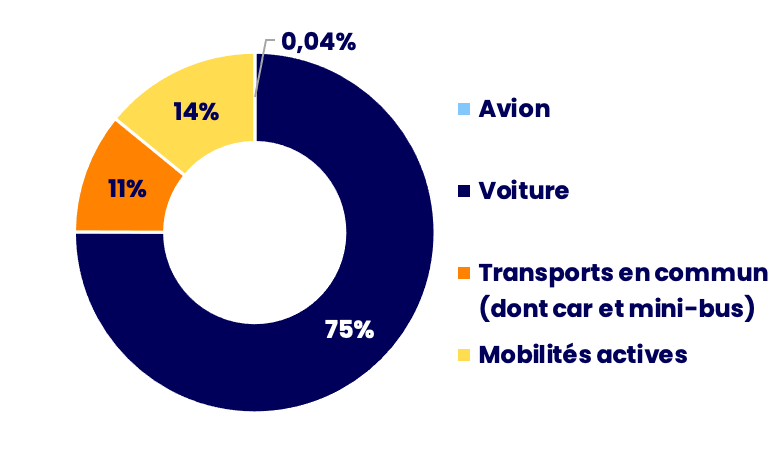 0,04%
14%
11%
75%
Avion
Voiture
Transports en commun
(dont car et mini-bus)
Mobilités actives